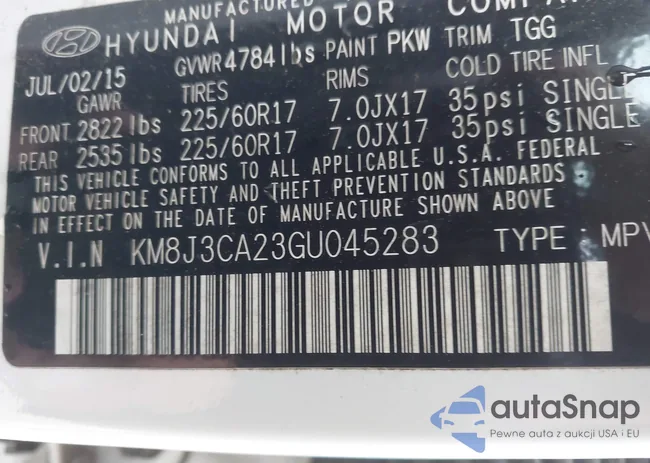 MANUFACTURED
HYUNDAI MOTOR COMPA
JUL/02/15 GVWR 4784 lbs PAINT PKW TRIM TGG
GAWR TIRES RIMS COLD TIRE INFL
FRONT 2822 lbs 225/60R17 7.0JX17 35psi SINGLE
REAR 2535 lbs 225/60R17 7.0JX17 35psi SINGLE
THIS VEHICLE CONFORMS TO ALL APPLICABLE U.S.A. FEDERAL
MOTOR VEHICLE SAFETY AND THEFT PREVENTION STANDARDS
IN EFFECT ON THE DATE OF MANUFACTURE SHOWN ABOVE
V.I.N KM8J3CA23GU045283 TYPE : MPV
autaSnap
Pewne auta z aukcji USA i EU